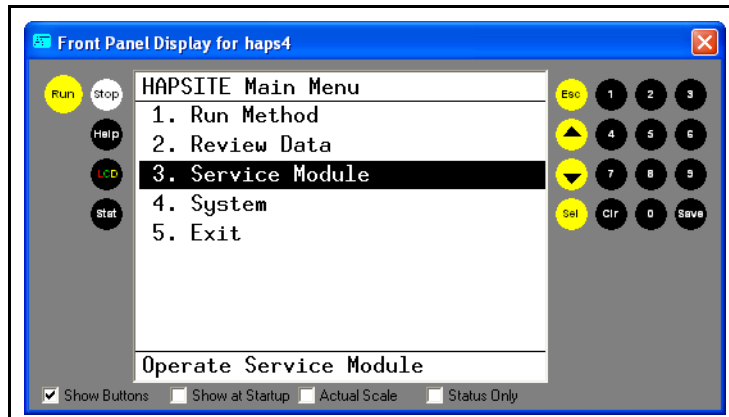 Front Panel Display for haps4
Run Stop
Help
LCD
Stat
HAPSITE Main Menu
1. Run Method
2. Review Data
3. Service Module
4. System
5. Exit
Operate Service Module
Esc 1 2 3
4 5 6
7 8 9
Sel Clr 0 Save
Show Buttons Show at Startup Actual Scale Status Only